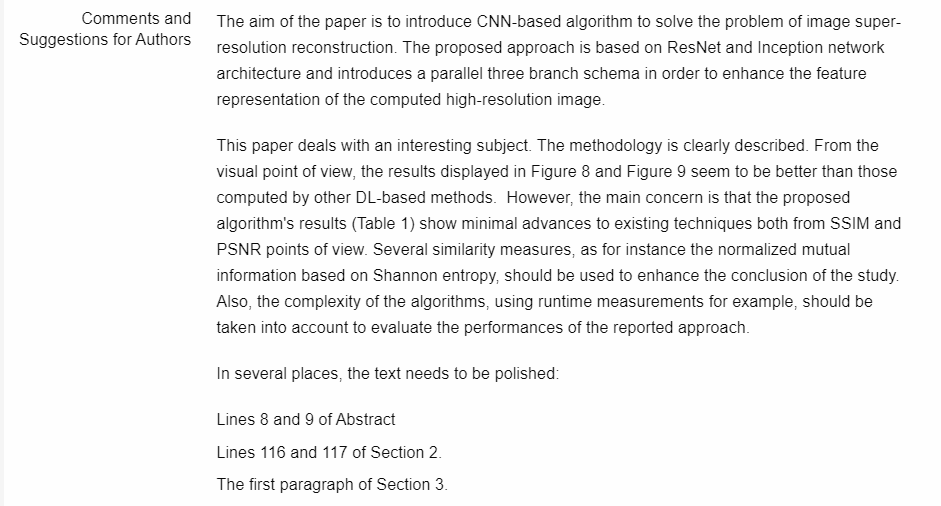 Comments and
Suggestions for Authors
The aim of the paper is to introduce CNN-based algorithm to solve the problem of image super-
resolution reconstruction. The proposed approach is based on ResNet and Inception network
architecture and introduces a parallel three branch schema in order to enhance the feature
representation of the computed high-resolution image.
This paper deals with an interesting subject. The methodology is clearly described. From the
visual point of view, the results displayed in Figure 8 and Figure 9 seem to be better than those
computed by other DL-based methods.  However, the main concern is that the proposed
algorithm's results (Table 1) show minimal advances to existing techniques both from SSIM and
PSNR points of view. Several similarity measures, as for instance the normalized mutual
information based on Shannon entropy, should be used to enhance the conclusion of the study.
Also, the complexity of the algorithms, using runtime measurements for example, should be
taken into account to evaluate the performances of the reported approach.
In several places, the text needs to be polished:
Lines 8 and 9 of Abstract
Lines 116 and 117 of Section 2.
The first paragraph of Section 3.